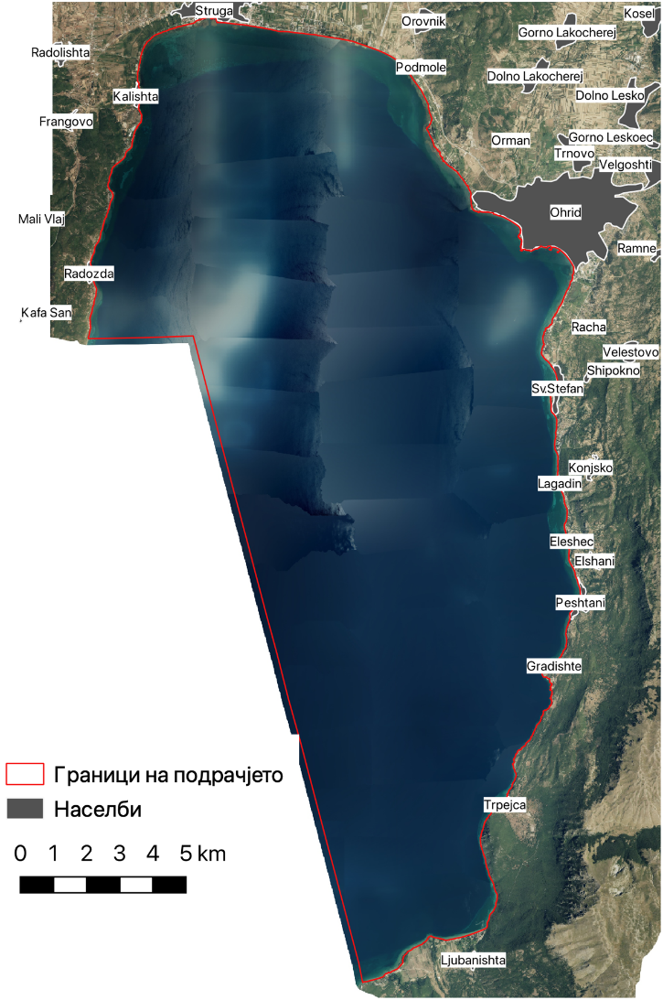 Struga
Orovnik
Kosel
Gorno Lakocherej
Radolishta
Podmole
Dolno Lakocherej
Dolno Lesko
Kalishta
Frangovo
Orman
Gorno Leskoec
Trnovo
Velgoshti
Mali Vlaj
Ohrid
Ramne
Radozda
Kafa San
Racha
Velestovo
Shipokno
Sv.Stefan
Konjsko
Lagadin
Eleshec
Elshani
Peshtani
Gradishte
Граници на подрачјето
Trpejca
Населби
0 1 2 3 4 5 km
Ljubanishta